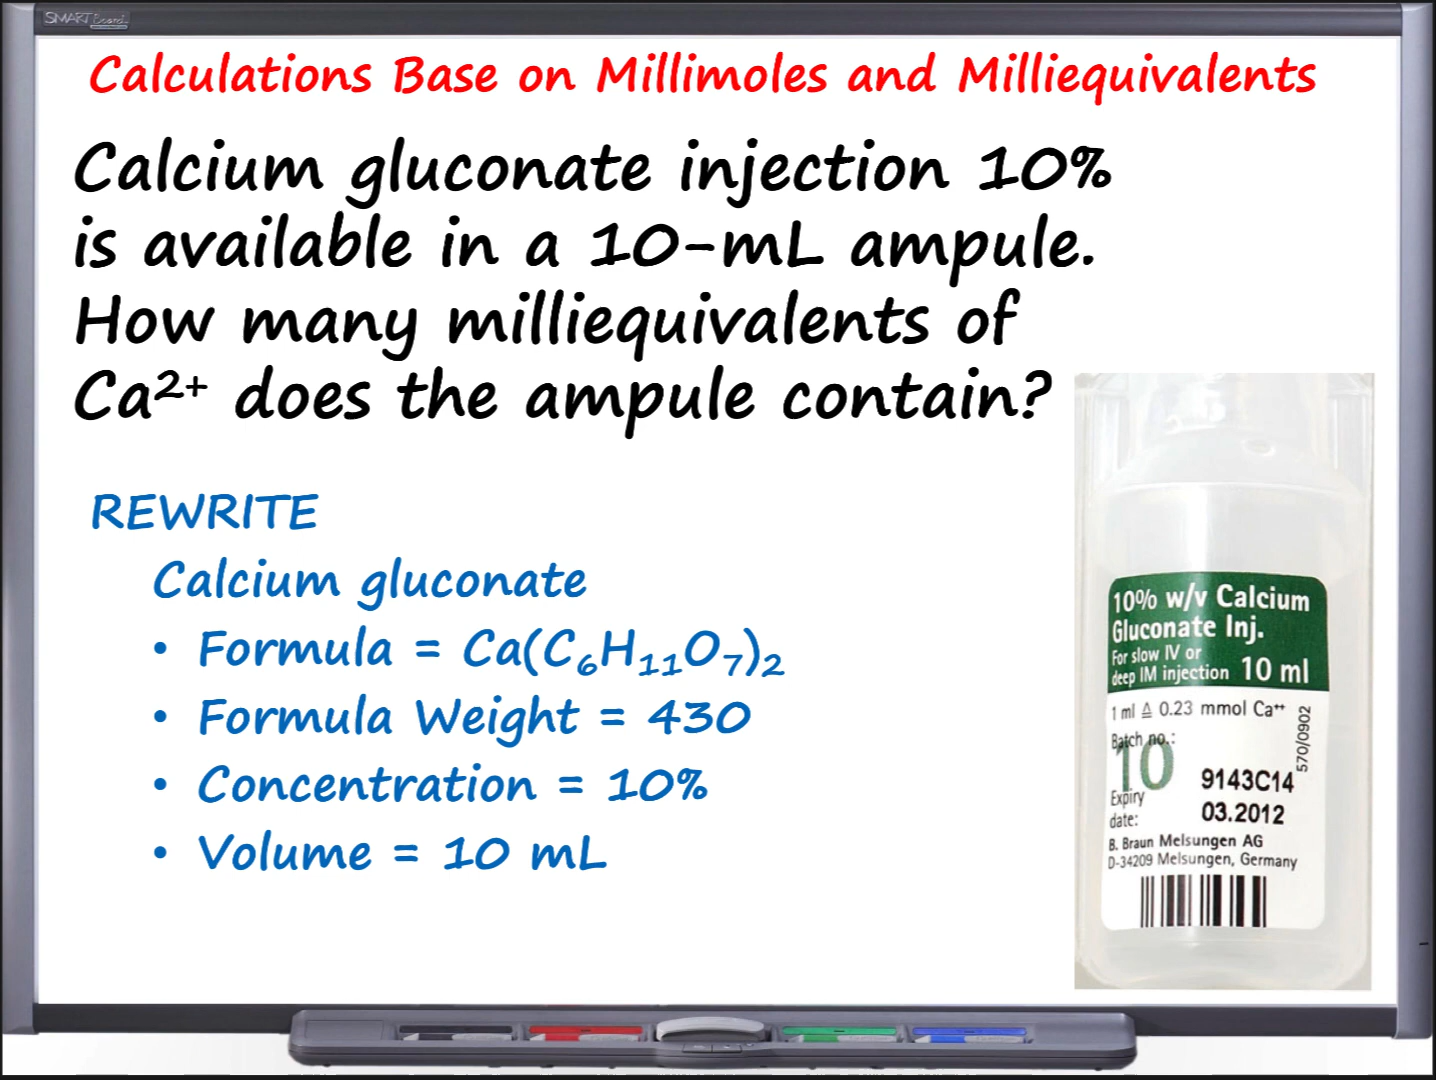 SMART Board
Calculations Base on Millimoles and Milliequivalents
Calcium gluconate injection 10%
is available in a 10-mL ampule.
How many milliequivalents of
Ca²⁺ does the ampule contain?
REWRITE
Calcium gluconate
• Formula = Ca(C₆H₁₁O₇)₂
• Formula Weight = 430
• Concentration = 10%
• Volume = 10 mL
10% w/v Calcium
Gluconate Inj.
For slow IV or
deep IM injection 10 ml
1 ml ≙ 0.23 mmol Ca⁺⁺
570/0902
Batch no.:
10
9143C14
Expiry
date: 03.2012
B. Braun Melsungen AG
D-34209 Melsungen, Germany